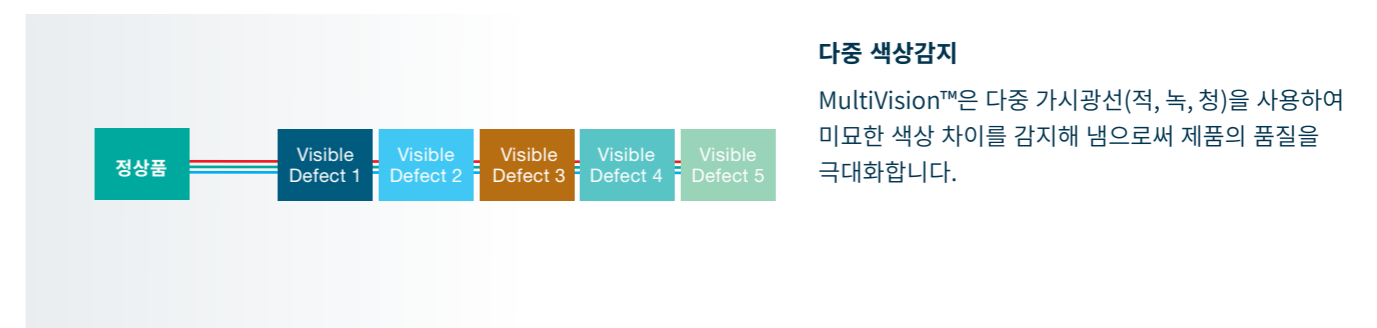 정상품
Visible
Defect 1
Visible
Defect 2
Visible
Defect 3
Visible
Defect 4
Visible
Defect 5
다중 색상감지
MultiVision™은 다중 가시광선(적, 녹, 청)을 사용하여
미묘한 색상 차이를 감지해 냄으로써 제품의 품질을
극대화합니다.